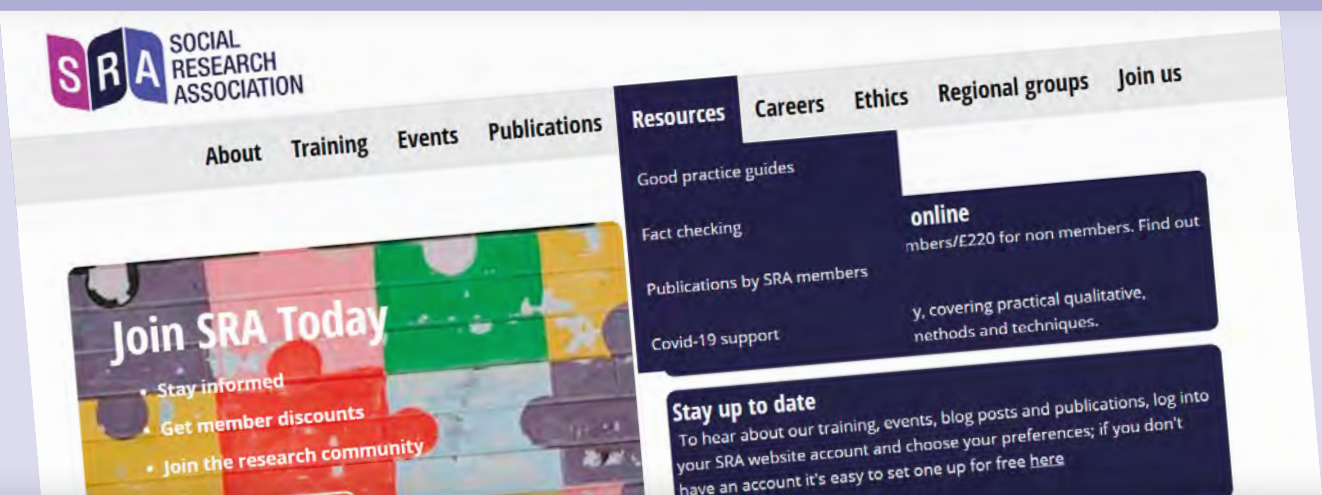 SRA
SOCIAL
RESEARCH
ASSOCIATION
About Training Events Publications Resources Careers Ethics Regional groups Join us
Good practice guides
Fact checking
Publications by SRA members
Covid-19 support
Join SRA Today
• Stay informed
• Get member discounts
• Join the research community
online
/£220 for non members. Find out
y, covering practical qualitative,
and techniques.
Stay up to date
To hear about our training, events, blog posts and publications, log into
your SRA website account and choose your preferences; if you don't
have an account it's easy to set one up for free here